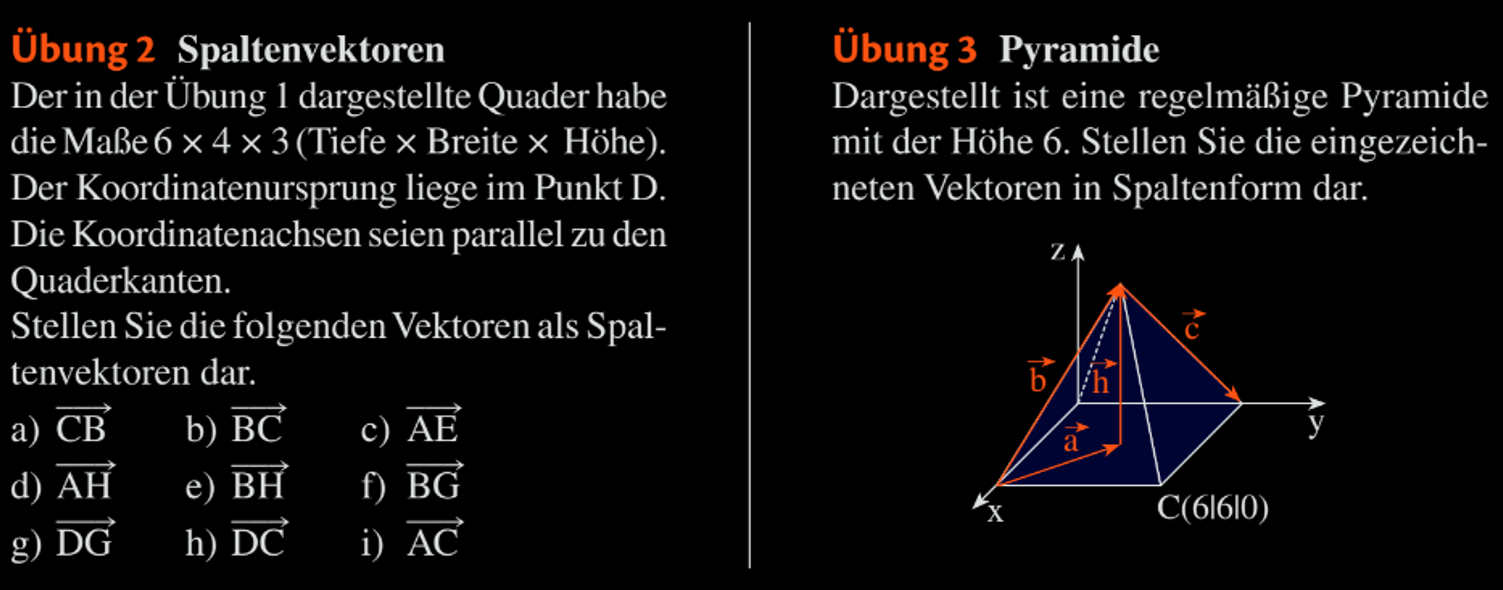 Übung 2 Spaltenvektoren
Der in der Übung 1 dargestellte Quader habe
die Maße 6 × 4 × 3 (Tiefe × Breite × Höhe).
Der Koordinatenursprung liege im Punkt D.
Die Koordinatenachsen seien parallel zu den
Quaderkanten.
Stellen Sie die folgenden Vektoren als Spal-
tenvektoren dar.
a) CB⃗ b) BC⃗ c) AE⃗
d) AH⃗ e) BH⃗ f) BG⃗
g) DG⃗ h) DC⃗ i) AC⃗
Übung 3 Pyramide
Dargestellt ist eine regelmäßige Pyramide
mit der Höhe 6. Stellen Sie die eingezeich-
neten Vektoren in Spaltenform dar.
z
c⃗
b⃗
h⃗
a⃗
y
x
C(6|6|0)